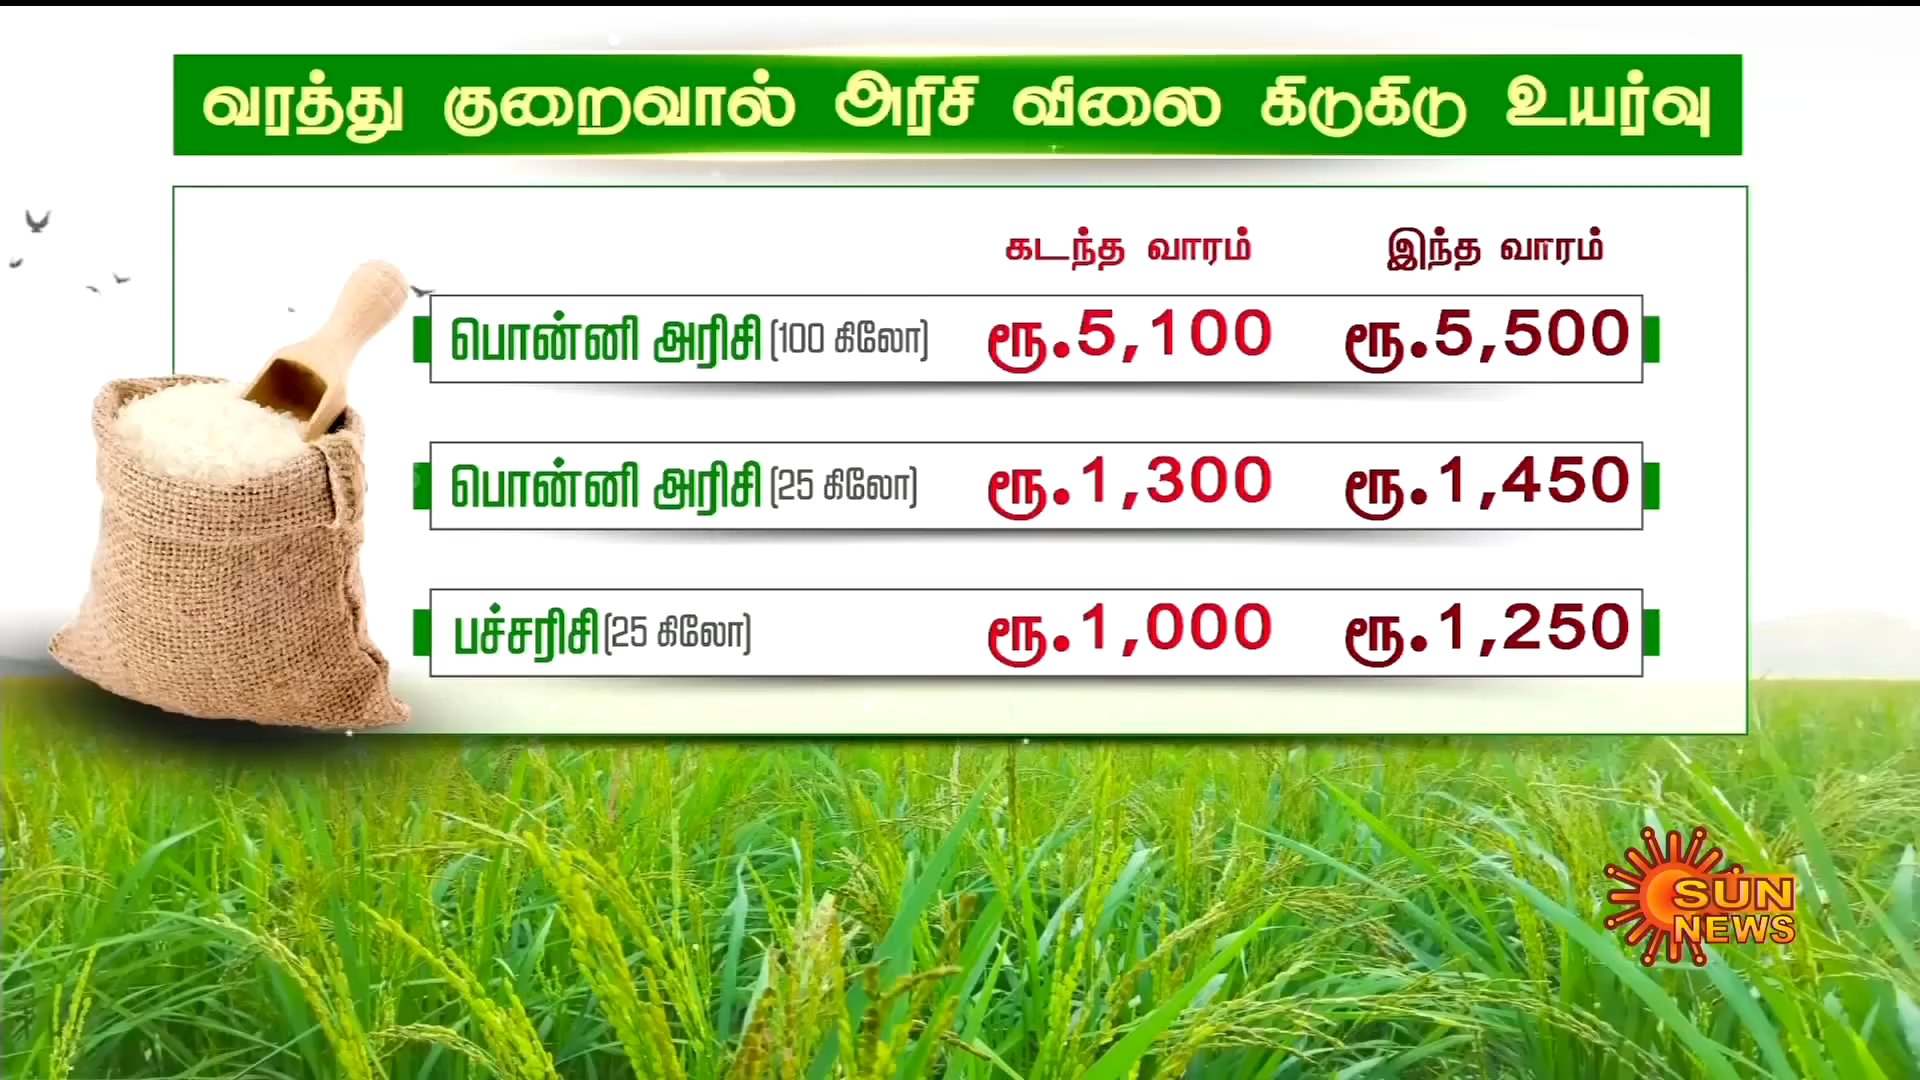 வரத்து குறைவால் அரிசி விலை கிடுகிடு உயர்வு
கடந்த வாரம் இந்த வாரம்
பொன்னி அரிசி (100 கிலோ) ரூ.5,100 ரூ.5,500
பொன்னி அரிசி (25 கிலோ) ரூ.1,300 ரூ.1,450
பச்சரிசி (25 கிலோ) ரூ.1,000 ரூ.1,250
SUN
NEWS